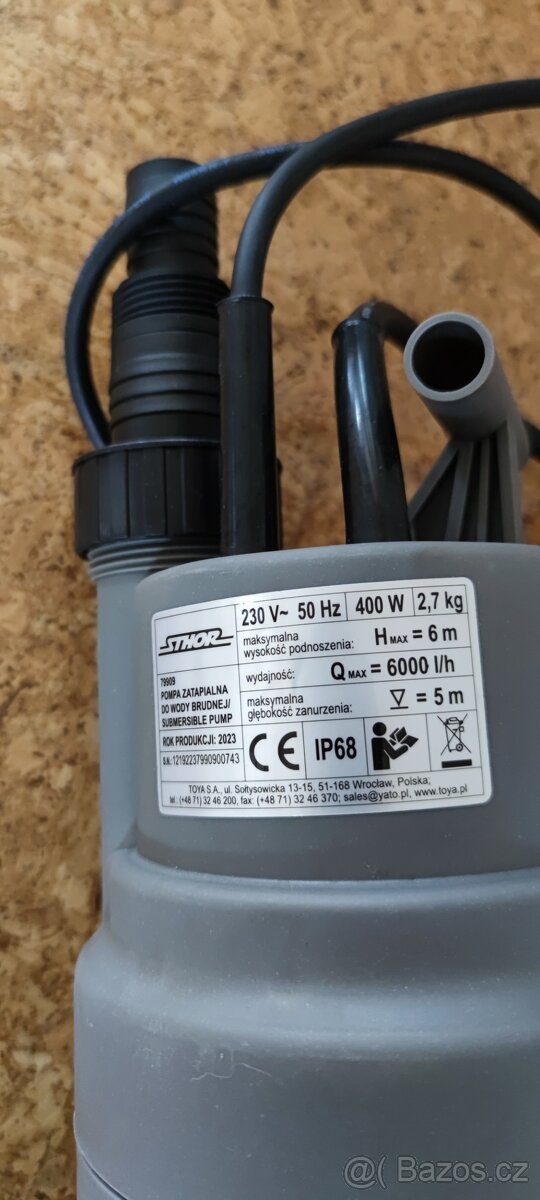 STHOR
79909
POMPA ZATAPIALNA
DO WODY BRUDNEJ/
SUBMERSIBLE PUMP
ROK PRODUKCJI: 2023
S.N.: 12192237990900743
230 V~ 50 Hz 400 W 2,7 kg
maksymalna
wysokość podnoszenia: H MAX = 6 m
wydajność: Q MAX = 6000 l/h
maksymalna
głębokość zanurzenia: = 5 m
CE IP68
TOYA S.A., ul. Sołtysowicka 13-15, 51-168 Wrocław, Polska;
tel.: (+48 71) 32 46 200, fax: (+48 71) 32 46 370; sales@yato.pl, www.toya.pl
Bazos.cz